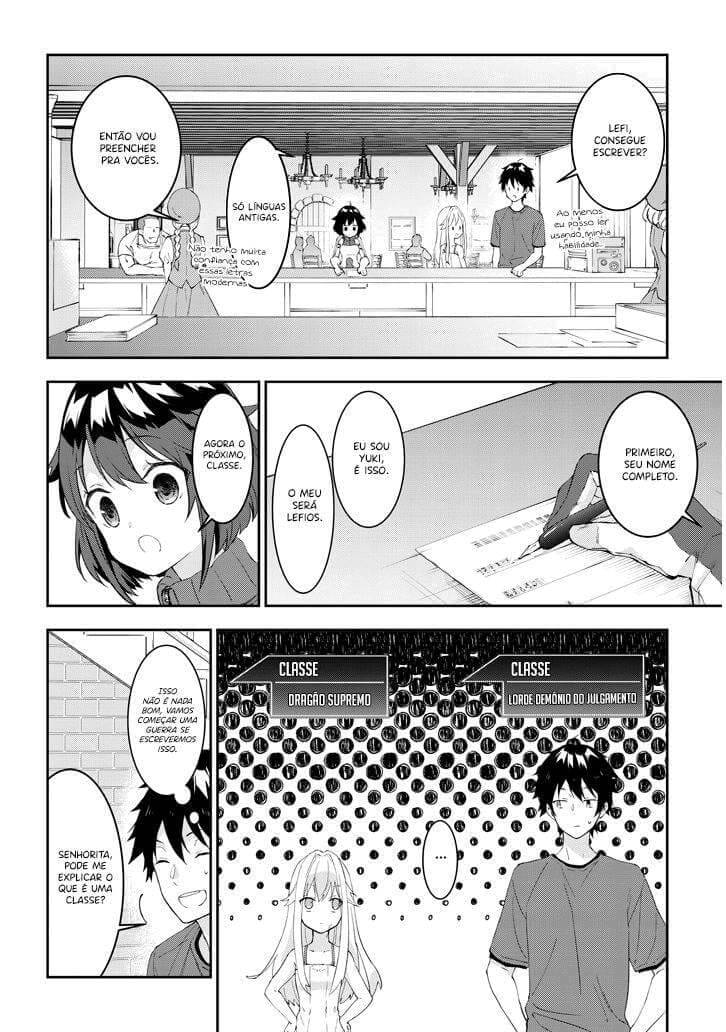 LEFI,
CONSEGUE
ESCREVER?
Ao menos
eu posso ler
usando minha
habilidade.
SÓ LÍNGUAS
ANTIGAS.
Não tenho muita
confiança com
essas letras
modernas
ENTÃO VOU
PREENCHER
PRA VOCÊS.
PRIMEIRO,
SEU NOME
COMPLETO.
EU SOU
YUKI,
É ISSO.
O MEU
SERÁ
LEFIOS.
AGORA O
PRÓXIMO,
CLASSE.
CLASSE
LORDE DEMÔNIO DO JULGAMENTO
CLASSE
DRAGÃO SUPREMO
...
ISSO
NÃO É NADA
BOM, VAMOS
COMEÇAR UMA
GUERRA SE
ESCREVERMOS
ISSO.
SENHORITA,
PODE ME
EXPLICAR O
QUE É UMA
CLASSE?